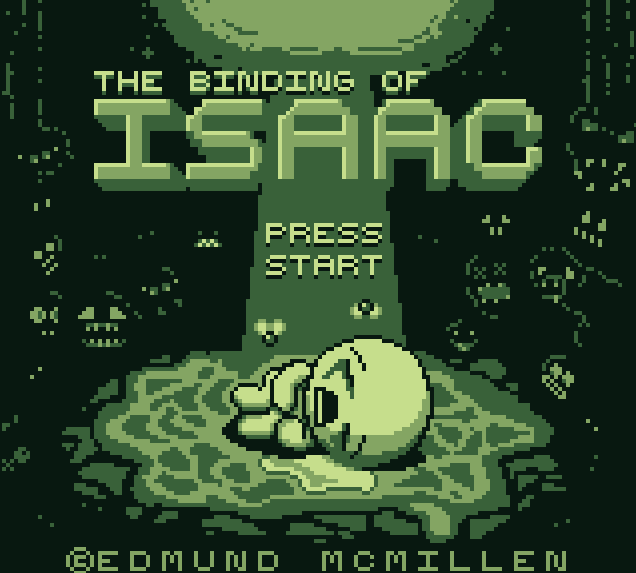 THE BINDING OF
ISAAC
PRESS
START
©EDMUND MCMILLEN